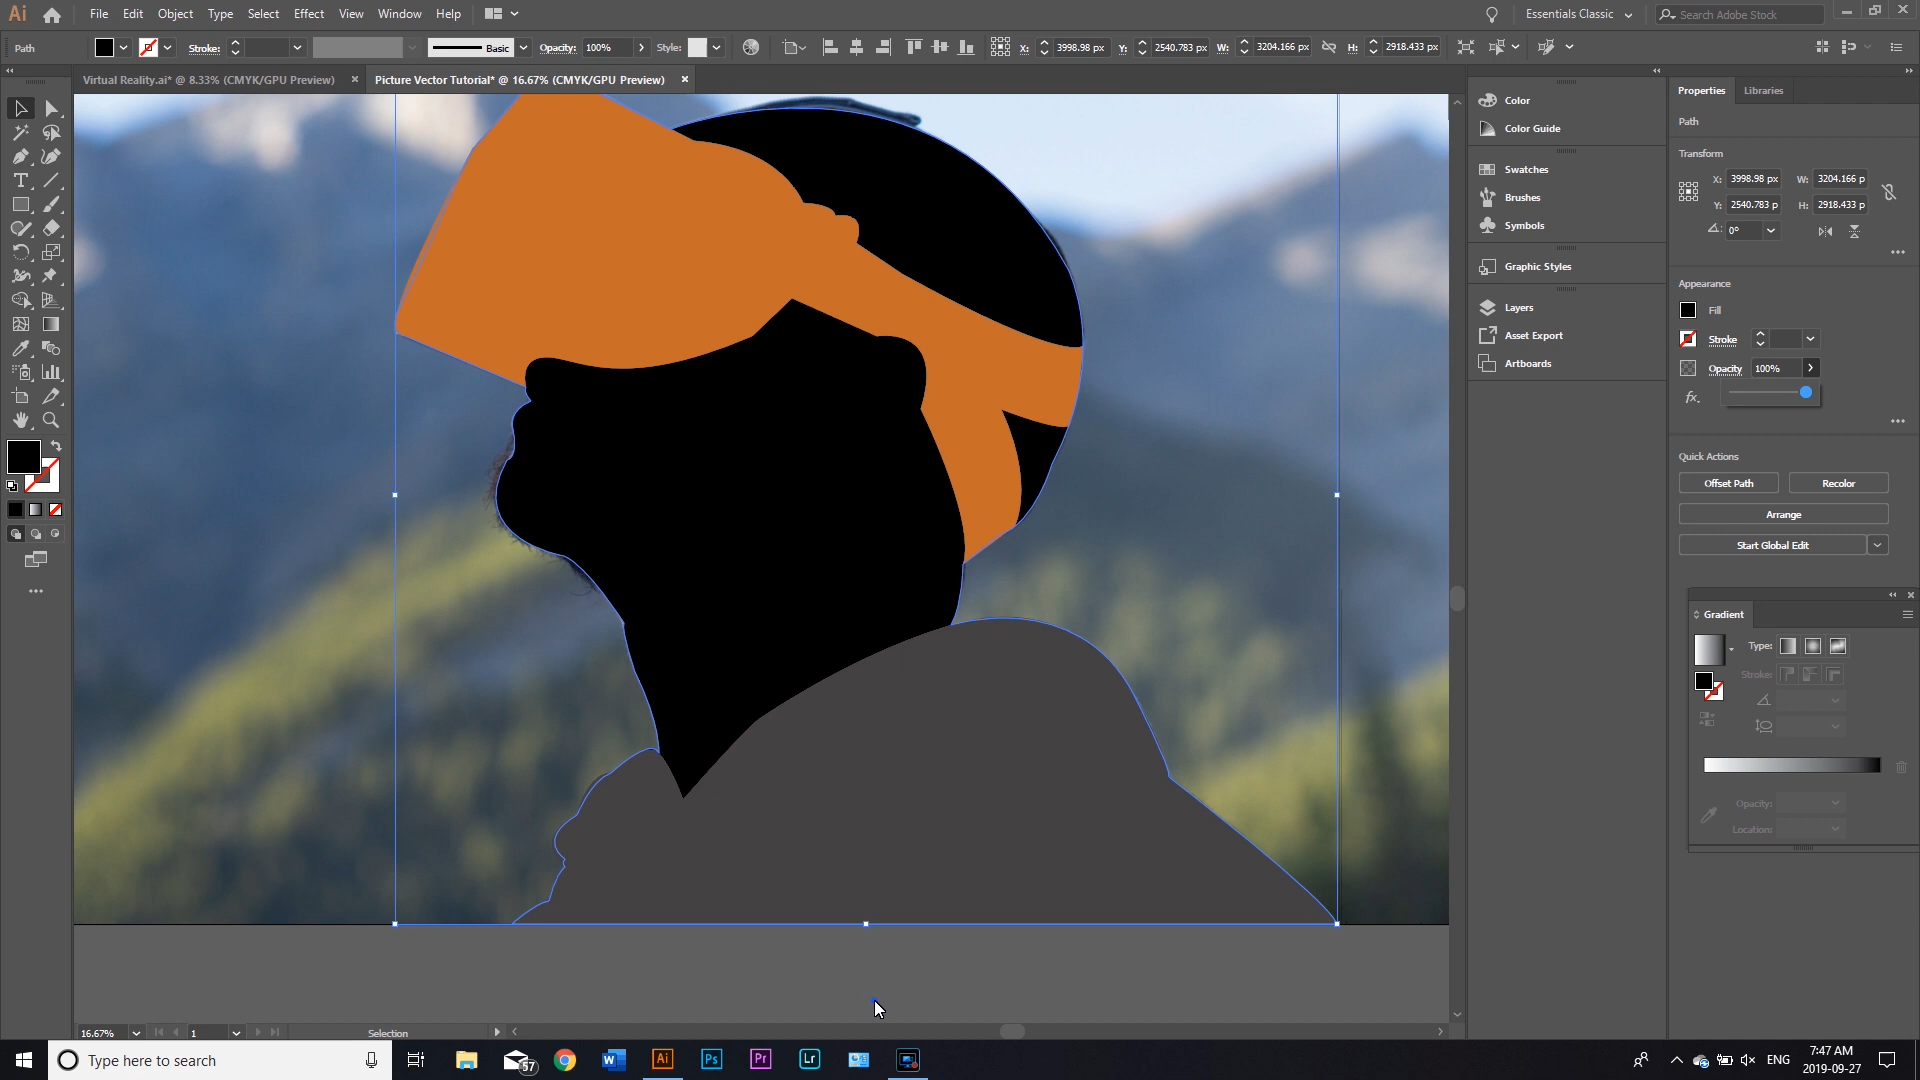 Ai File Edit Object Type Select Effect View Window Help Essentials Classic Search Adobe Stock
Path Stroke: Basic Opacity: 100% Style: X: 3998.98 px Y: 2540.783 px W: 3204.166 px H: 2918.433 px
Virtual Reality.ai* @ 8.33% (CMYK/GPU Preview) × Picture Vector Tutorial* @ 16.67% (CMYK/GPU Preview) ×
Color
Color Guide
Swatches
Brushes
Symbols
Graphic Styles
Layers
Asset Export
Artboards
Properties Libraries
Path
Transform
X: 3998.98 px W: 3204.166 p
Y: 2540.783 p H: 2918.433 p
0°
Appearance
Fill
Stroke
Opacity 100%
fx.
Quick Actions
Offset Path Recolor
Arrange
Start Global Edit
Gradient
Type:
Stroke:
Opacity:
Location:
16.67% 1 Selection
Type here to search 57 W Ai Ps Pr Lr ENG 7:47 AM
2019-09-27